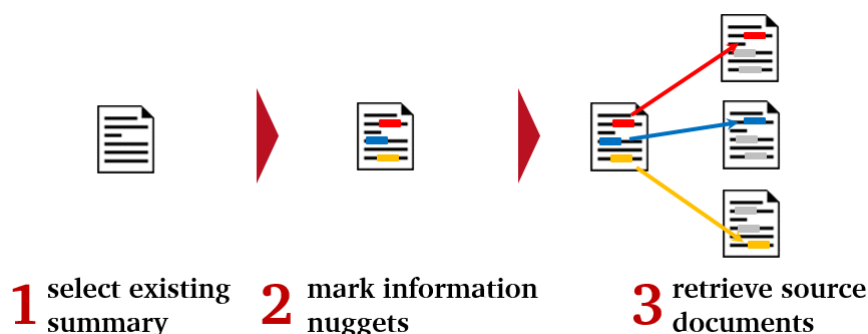 1 select existing
summary
2 mark information
nuggets
3 retrieve source
documents